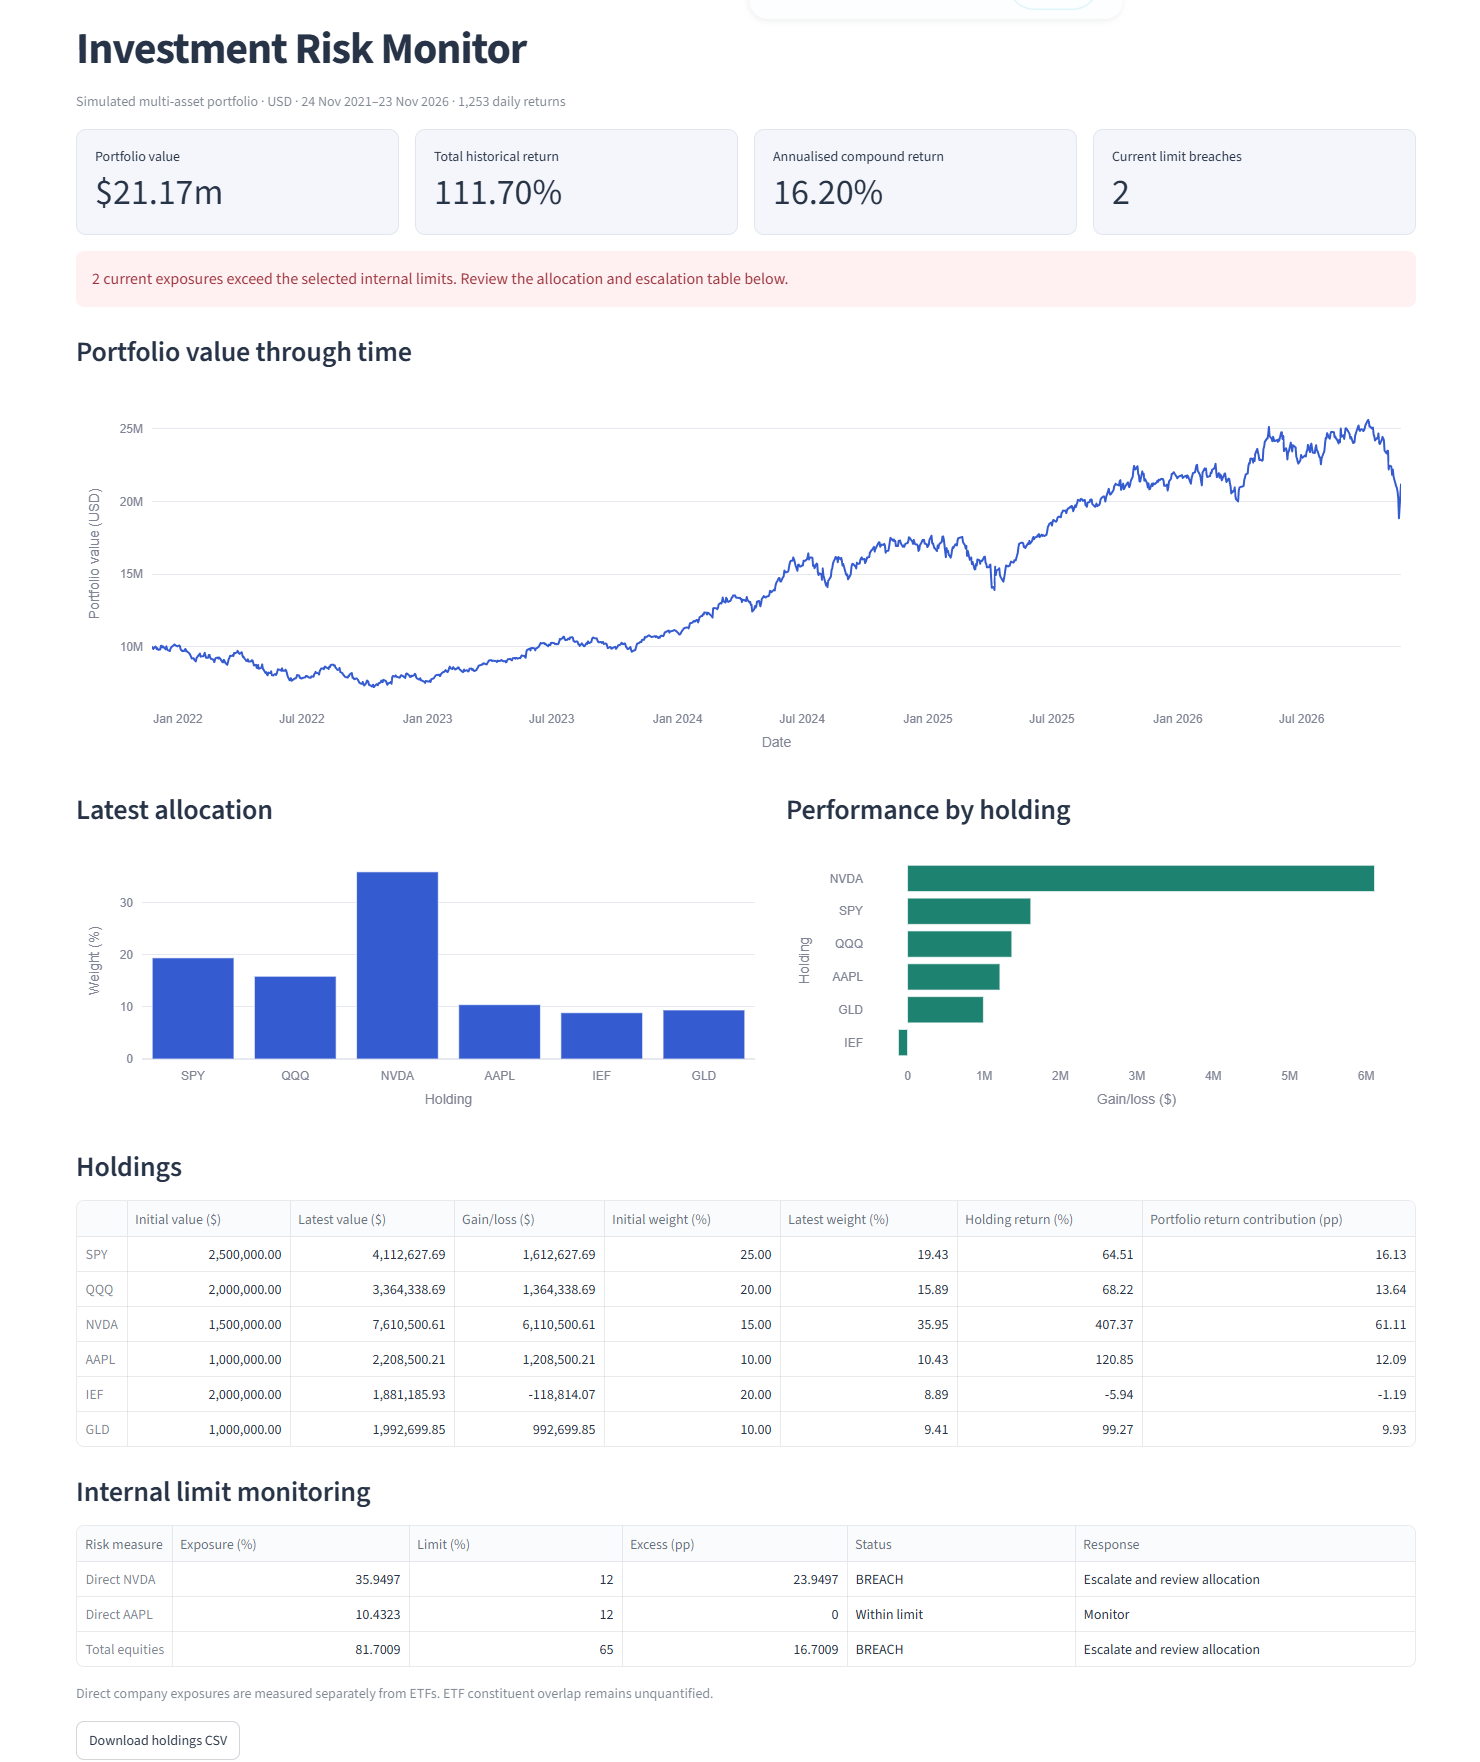 Investment Risk Monitor
Simulated multi-asset portfolio · USD · 24 Nov 2021–23 Nov 2026 · 1,253 daily returns
Portfolio value
$21.17m
Total historical return
111.70%
Annualised compound return
16.20%
Current limit breaches
2
2 current exposures exceed the selected internal limits. Review the allocation and escalation table below.
Portfolio value through time
Portfolio value (USD)
25M
20M
15M
10M
Jan 2022 Jul 2022 Jan 2023 Jul 2023 Jan 2024 Jul 2024 Jan 2025 Jul 2025 Jan 2026 Jul 2026
Date
Latest allocation
Weight (%)
30
20
10
0
SPY QQQ NVDA AAPL IEF GLD
Holding
Performance by holding
Holding
NVDA
SPY
QQQ
AAPL
GLD
IEF
0 1M 2M 3M 4M 5M 6M
Gain/loss ($)
Holdings
Initial value ($) Latest value ($) Gain/loss ($) Initial weight (%) Latest weight (%) Holding return (%) Portfolio return contribution (pp)
SPY 2,500,000.00 4,112,627.69 1,612,627.69 25.00 19.43 64.51 16.13
QQQ 2,000,000.00 3,364,338.69 1,364,338.69 20.00 15.89 68.22 13.64
NVDA 1,500,000.00 7,610,500.61 6,110,500.61 15.00 35.95 407.37 61.11
AAPL 1,000,000.00 2,208,500.21 1,208,500.21 10.00 10.43 120.85 12.09
IEF 2,000,000.00 1,881,185.93 -118,814.07 20.00 8.89 -5.94 -1.19
GLD 1,000,000.00 1,992,699.85 992,699.85 10.00 9.41 99.27 9.93
Internal limit monitoring
Risk measure Exposure (%) Limit (%) Excess (pp) Status Response
Direct NVDA 35.9497 12 23.9497 BREACH Escalate and review allocation
Direct AAPL 10.4323 12 0 Within limit Monitor
Total equities 81.7009 65 16.7009 BREACH Escalate and review allocation
Direct company exposures are measured separately from ETFs. ETF constituent overlap remains unquantified.
Download holdings CSV